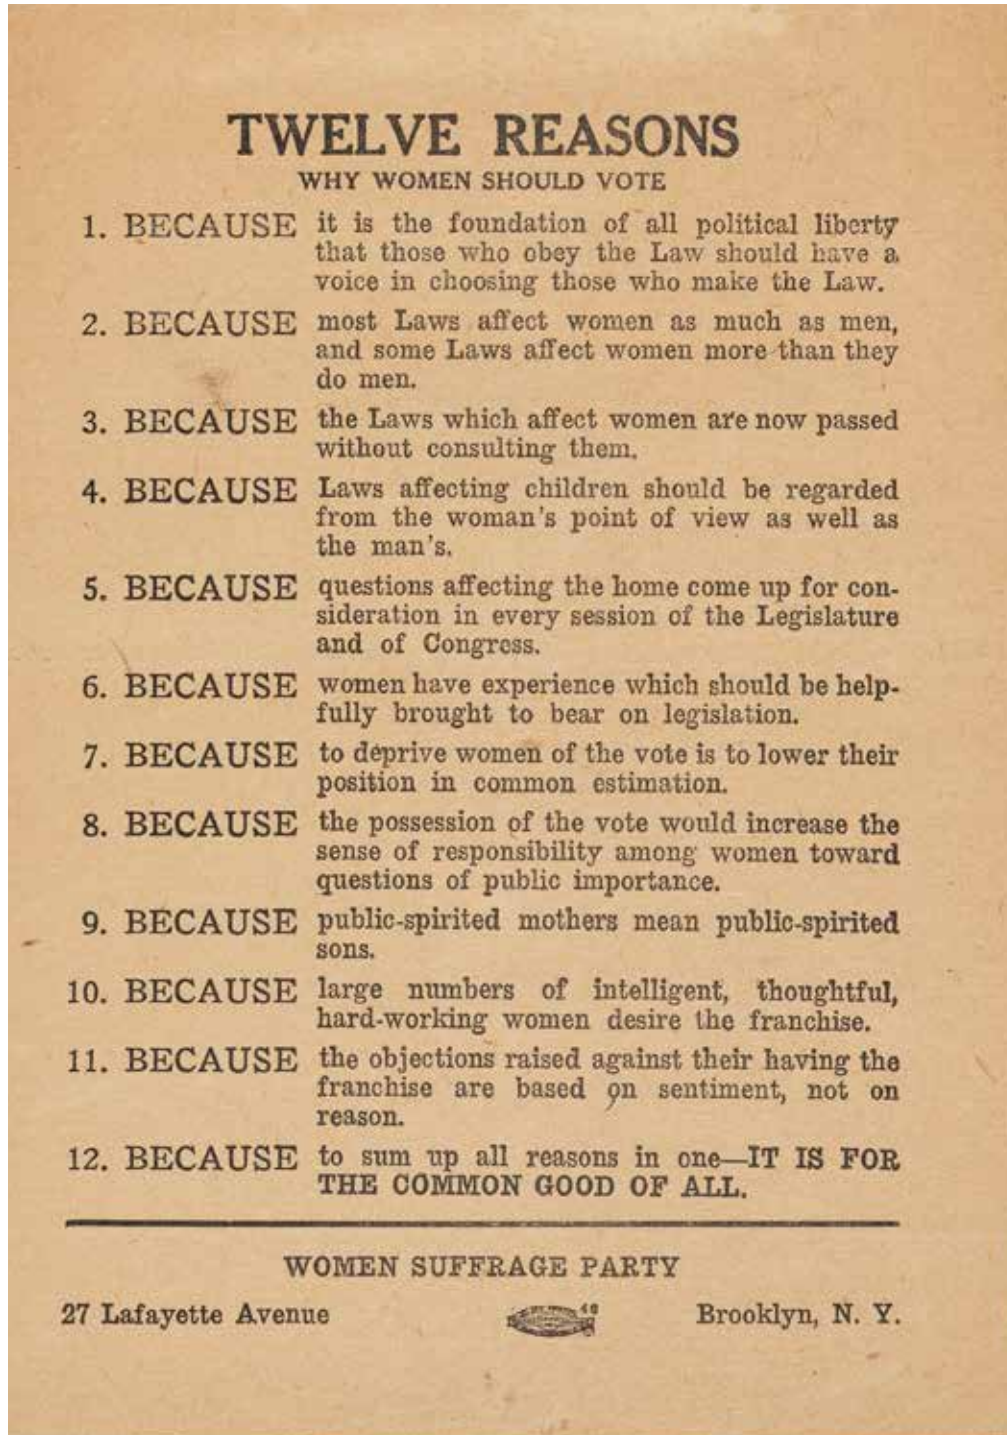 TWELVE REASONS
WHY WOMEN SHOULD VOTE
1. BECAUSE it is the foundation of all political liberty
that those who obey the Law should have a
voice in choosing those who make the Law.
2. BECAUSE most Laws affect women as much as men,
and some Laws affect women more than they
do men.
3. BECAUSE the Laws which affect women are now passed
without consulting them.
4. BECAUSE Laws affecting children should be regarded
from the woman's point of view as well as
the man's.
5. BECAUSE questions affecting the home come up for con-
sideration in every session of the Legislature
and of Congress.
6. BECAUSE women have experience which should be help-
fully brought to bear on legislation.
7. BECAUSE to deprive women of the vote is to lower their
position in common estimation.
8. BECAUSE the possession of the vote would increase the
sense of responsibility among women toward
questions of public importance.
9. BECAUSE public-spirited mothers mean public-spirited
sons.
10. BECAUSE large numbers of intelligent, thoughtful,
hard-working women desire the franchise.
11. BECAUSE the objections raised against their having the
franchise are based on sentiment, not on
reason.
12. BECAUSE to sum up all reasons in one—IT IS FOR
THE COMMON GOOD OF ALL.
WOMEN SUFFRAGE PARTY
27 Lafayette Avenue Brooklyn, N. Y.